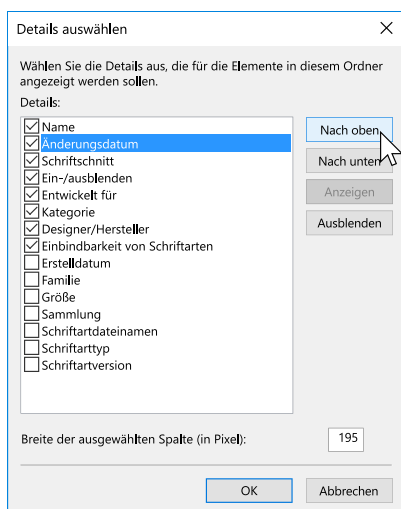 Details auswählen
Wählen Sie die Details aus, die für die Elemente in diesem Ordner
angezeigt werden sollen.
Details:
Name
Änderungsdatum
Schriftschnitt
Ein-/ausblenden
Entwickelt für
Kategorie
Designer/Hersteller
Einbindbarkeit von Schriftarten
Erstelldatum
Familie
Größe
Sammlung
Schriftartdateinamen
Schriftarttyp
Schriftartversion
Nach oben
Nach unten
Anzeigen
Ausblenden
Breite der ausgewählten Spalte (in Pixel):
195
OK
Abbrechen